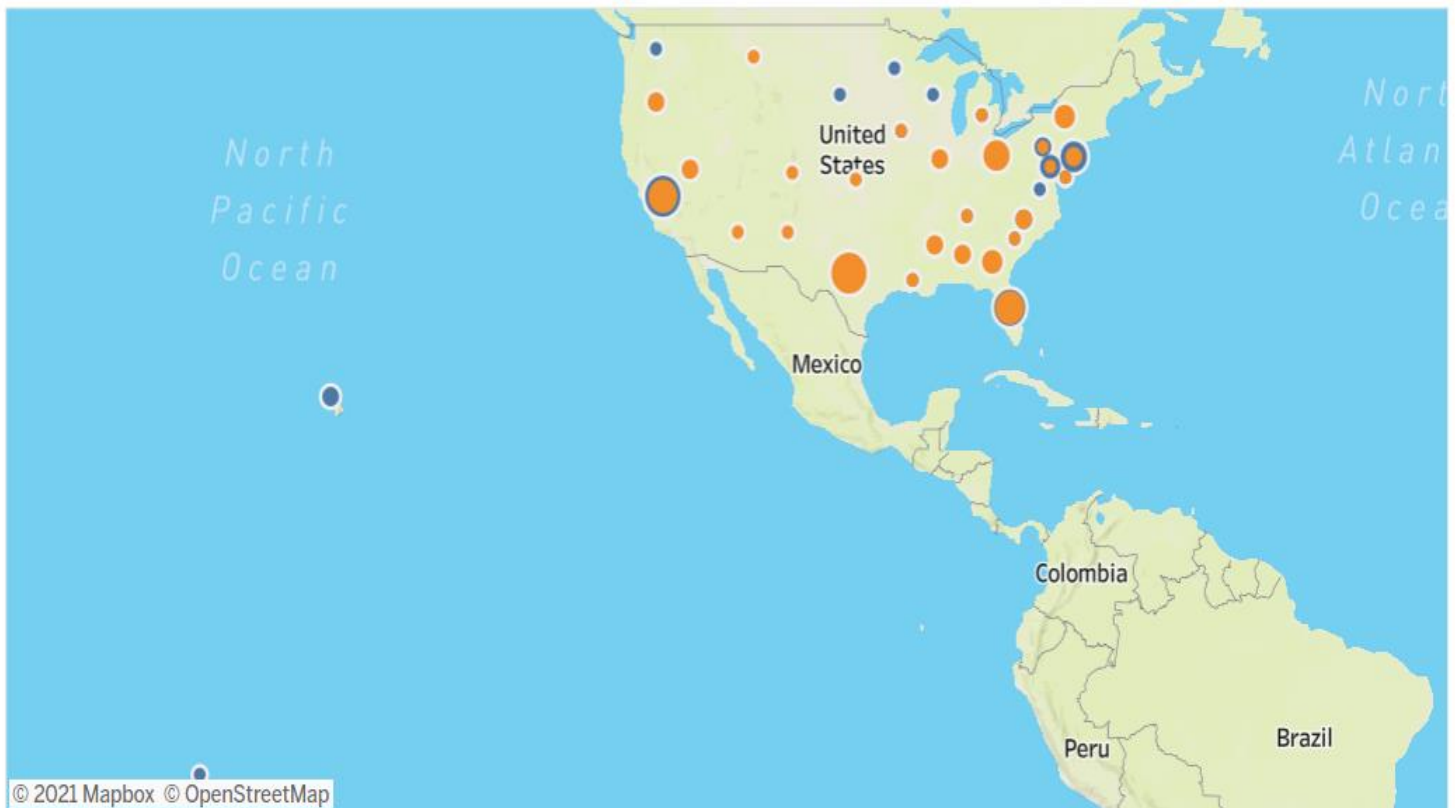 North
Pacific
Ocean
United
States
Nort
Atlan
Ocea
Mexico
Colombia
Peru
Brazil
© 2021 Mapbox © OpenStreetMap